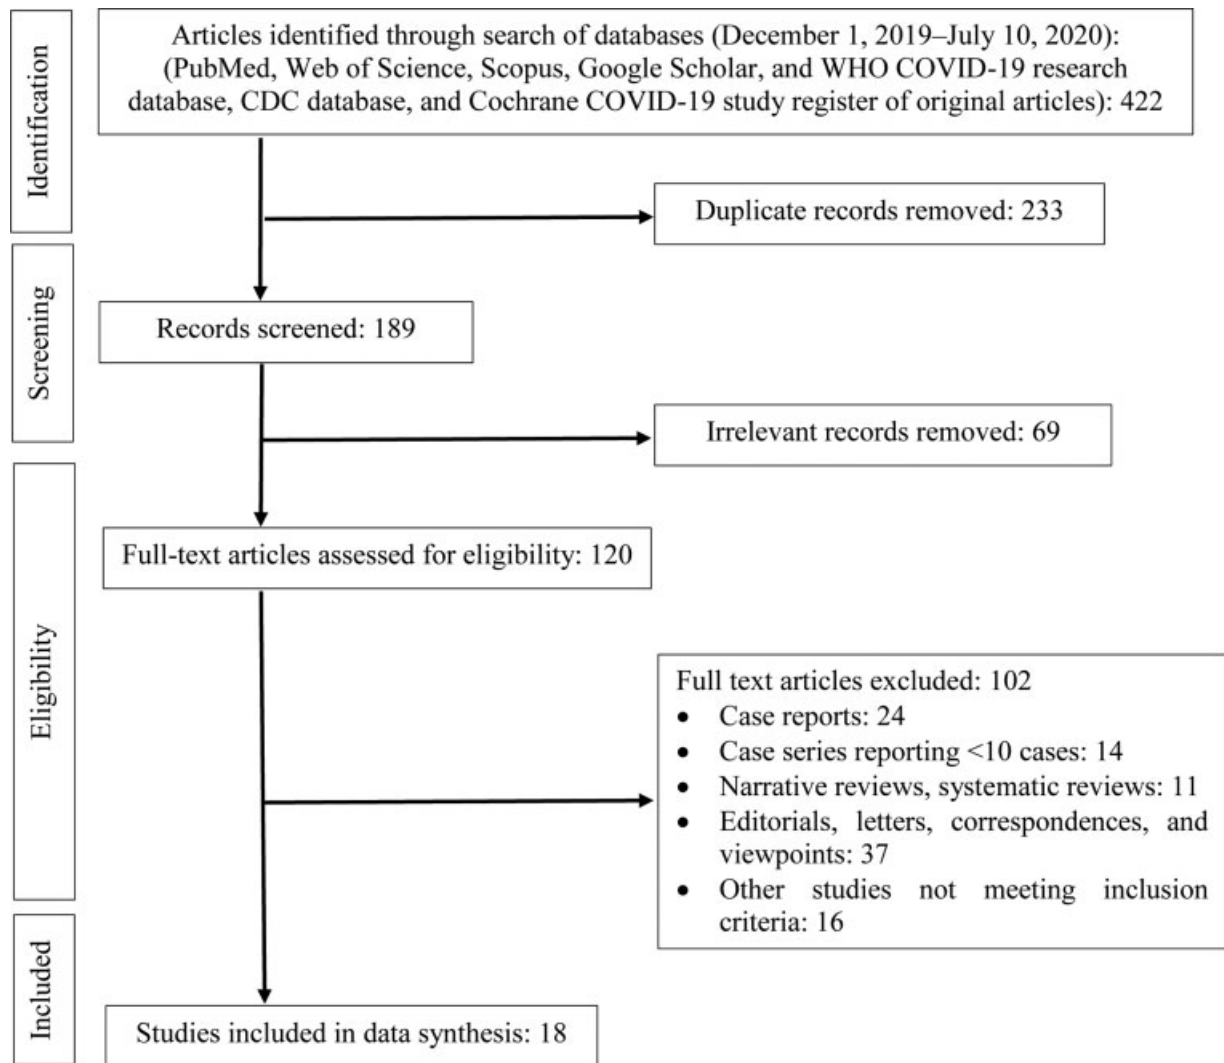 Identification
Articles identified through search of databases (December 1, 2019–July 10, 2020):
(PubMed, Web of Science, Scopus, Google Scholar, and WHO COVID-19 research
database, CDC database, and Cochrane COVID-19 study register of original articles): 422
Duplicate records removed: 233
Screening
Records screened: 189
Irrelevant records removed: 69
Eligibility
Full-text articles assessed for eligibility: 120
Full text articles excluded: 102
• Case reports: 24
• Case series reporting <10 cases: 14
• Narrative reviews, systematic reviews: 11
• Editorials, letters, correspondences, and
viewpoints: 37
• Other studies not meeting inclusion
criteria: 16
Included
Studies included in data synthesis: 18